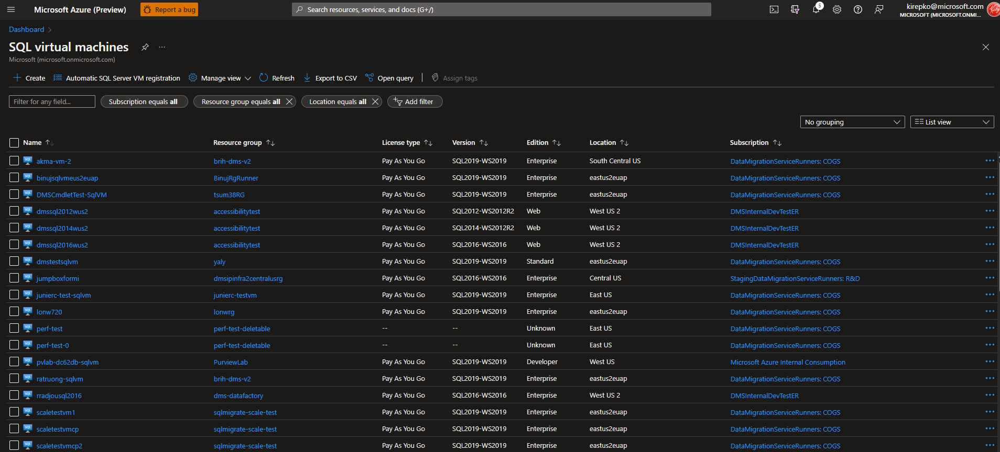 Microsoft Azure (Preview)
Report a bug
Search resources, services, and docs (G+/)
5
kirepko@microsoft.com
MICROSOFT (MICROSOFT.ONMI...
Dashboard
SQL virtual machines
Microsoft (microsoft.onmicrosoft.com)
Create Automatic SQL Server VM registration Manage view Refresh Export to CSV Open query Assign tags
Filter for any field... Subscription equals all Resource group equals all Location equals all Add filter
No grouping List view
Name Resource group License type Version Edition Location Subscription
akma-vm-2 brih-dms-v2 Pay As You Go SQL2019-WS2019 Enterprise South Central US DataMigrationServiceRunners: COGS
binujsqlvmeus2euap BinujRgRunner Pay As You Go SQL2019-WS2019 Enterprise eastus2euap DataMigrationServiceRunners: COGS
DMSCmdletTest-SqlVM tsum38RG Pay As You Go SQL2019-WS2019 Enterprise eastus2euap DataMigrationServiceRunners: COGS
dmssql2012wus2 accessibilitytest Pay As You Go SQL2012-WS2012R2 Web West US 2 DMSInternalDevTestER
dmssql2014wus2 accessibilitytest Pay As You Go SQL2014-WS2012R2 Web West US 2 DMSInternalDevTestER
dmssql2016wus2 accessibilitytest Pay As You Go SQL2016-WS2016 Web West US 2 DMSInternalDevTestER
dmstestsqlvm yaly Pay As You Go SQL2019-WS2019 Standard eastus2euap DataMigrationServiceRunners: COGS
jumpboxformi dmsipinfra2centralusrg Pay As You Go SQL2016-WS2016 Enterprise Central US StagingDataMigrationServiceRunners: R&D
junierc-test-sqlvm junierc-testvm Pay As You Go SQL2019-WS2019 Enterprise East US DataMigrationServiceRunners: COGS
lonw720 lonwrg Pay As You Go SQL2019-WS2019 Enterprise eastus2euap DataMigrationServiceRunners: COGS
perf-test perf-test-deletable -- -- Unknown East US DataMigrationServiceRunners: COGS
perf-test-0 perf-test-deletable -- -- Unknown East US DataMigrationServiceRunners: COGS
pvlab-dc62db-sqlvm PurviewLab Pay As You Go SQL2019-WS2019 Developer West US Microsoft Azure Internal Consumption
ratruong-sqlvm brih-dms-v2 Pay As You Go SQL2019-WS2019 Enterprise eastus2euap DataMigrationServiceRunners: COGS
rradjousql2016 dms-datafactory Pay As You Go SQL2016-WS2016 Enterprise West US 2 DMSInternalDevTestER
scaletestvm1 sqlmigrate-scale-test Pay As You Go SQL2019-WS2019 Enterprise eastus2euap DataMigrationServiceRunners: COGS
scaletestvmcp sqlmigrate-scale-test Pay As You Go SQL2019-WS2019 Enterprise eastus2euap DataMigrationServiceRunners: COGS
scaletestvmcp2 sqlmigrate-scale-test Pay As You Go SQL2019-WS2019 Enterprise eastus2euap DataMigrationServiceRunners: COGS